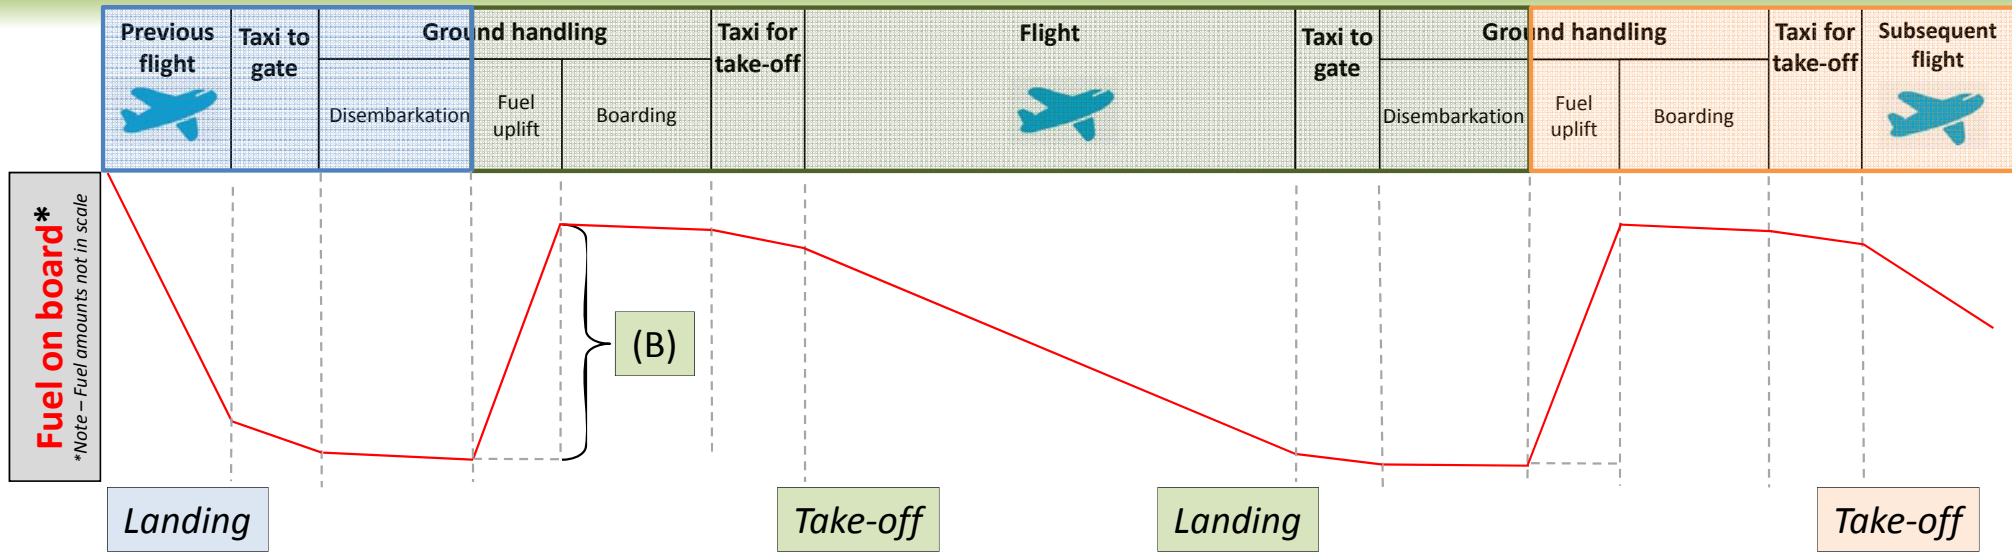 Previous
flight
Taxi to
gate
Ground handling
Disembarkation
Fuel
uplift
Boarding
Taxi for
take-off
Flight
Taxi to
gate
Ground handling
Disembarkation
Fuel
uplift
Boarding
Taxi for
take-off
Subsequent
flight
Fuel on board*
*Note – Fuel amounts not in scale
(B)
Landing
Take-off
Landing
Take-off